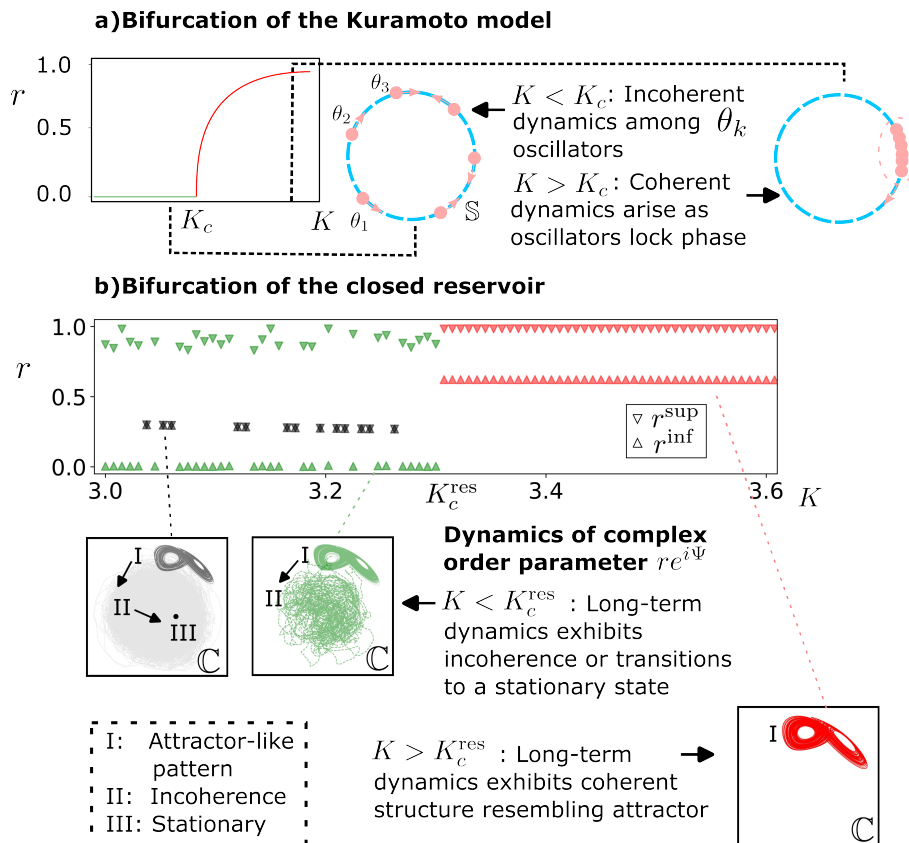 a)Bifurcation of the Kuramoto model
1.0
r
0.5
0.0
K_c
K
θ_3
θ_2
θ_1
𝕊
K < K_c: Incoherent
dynamics among θ_k
oscillators
K > K_c: Coherent
dynamics arise as
oscillators lock phase
b)Bifurcation of the closed reservoir
1.0
r
0.5
0.0
r^sup
r^inf
3.0
3.2
K_c^res
3.4
3.6
K
I
II
III
ℂ
I
II
ℂ
Dynamics of complex
order parameter re^{iΨ}
K < K_c^res : Long-term
dynamics exhibits
incoherence or transitions
to a stationary state
I: Attractor-like
pattern
II: Incoherence
III: Stationary
K > K_c^res : Long-term
dynamics exhibits coherent
structure resembling attractor
I
ℂ